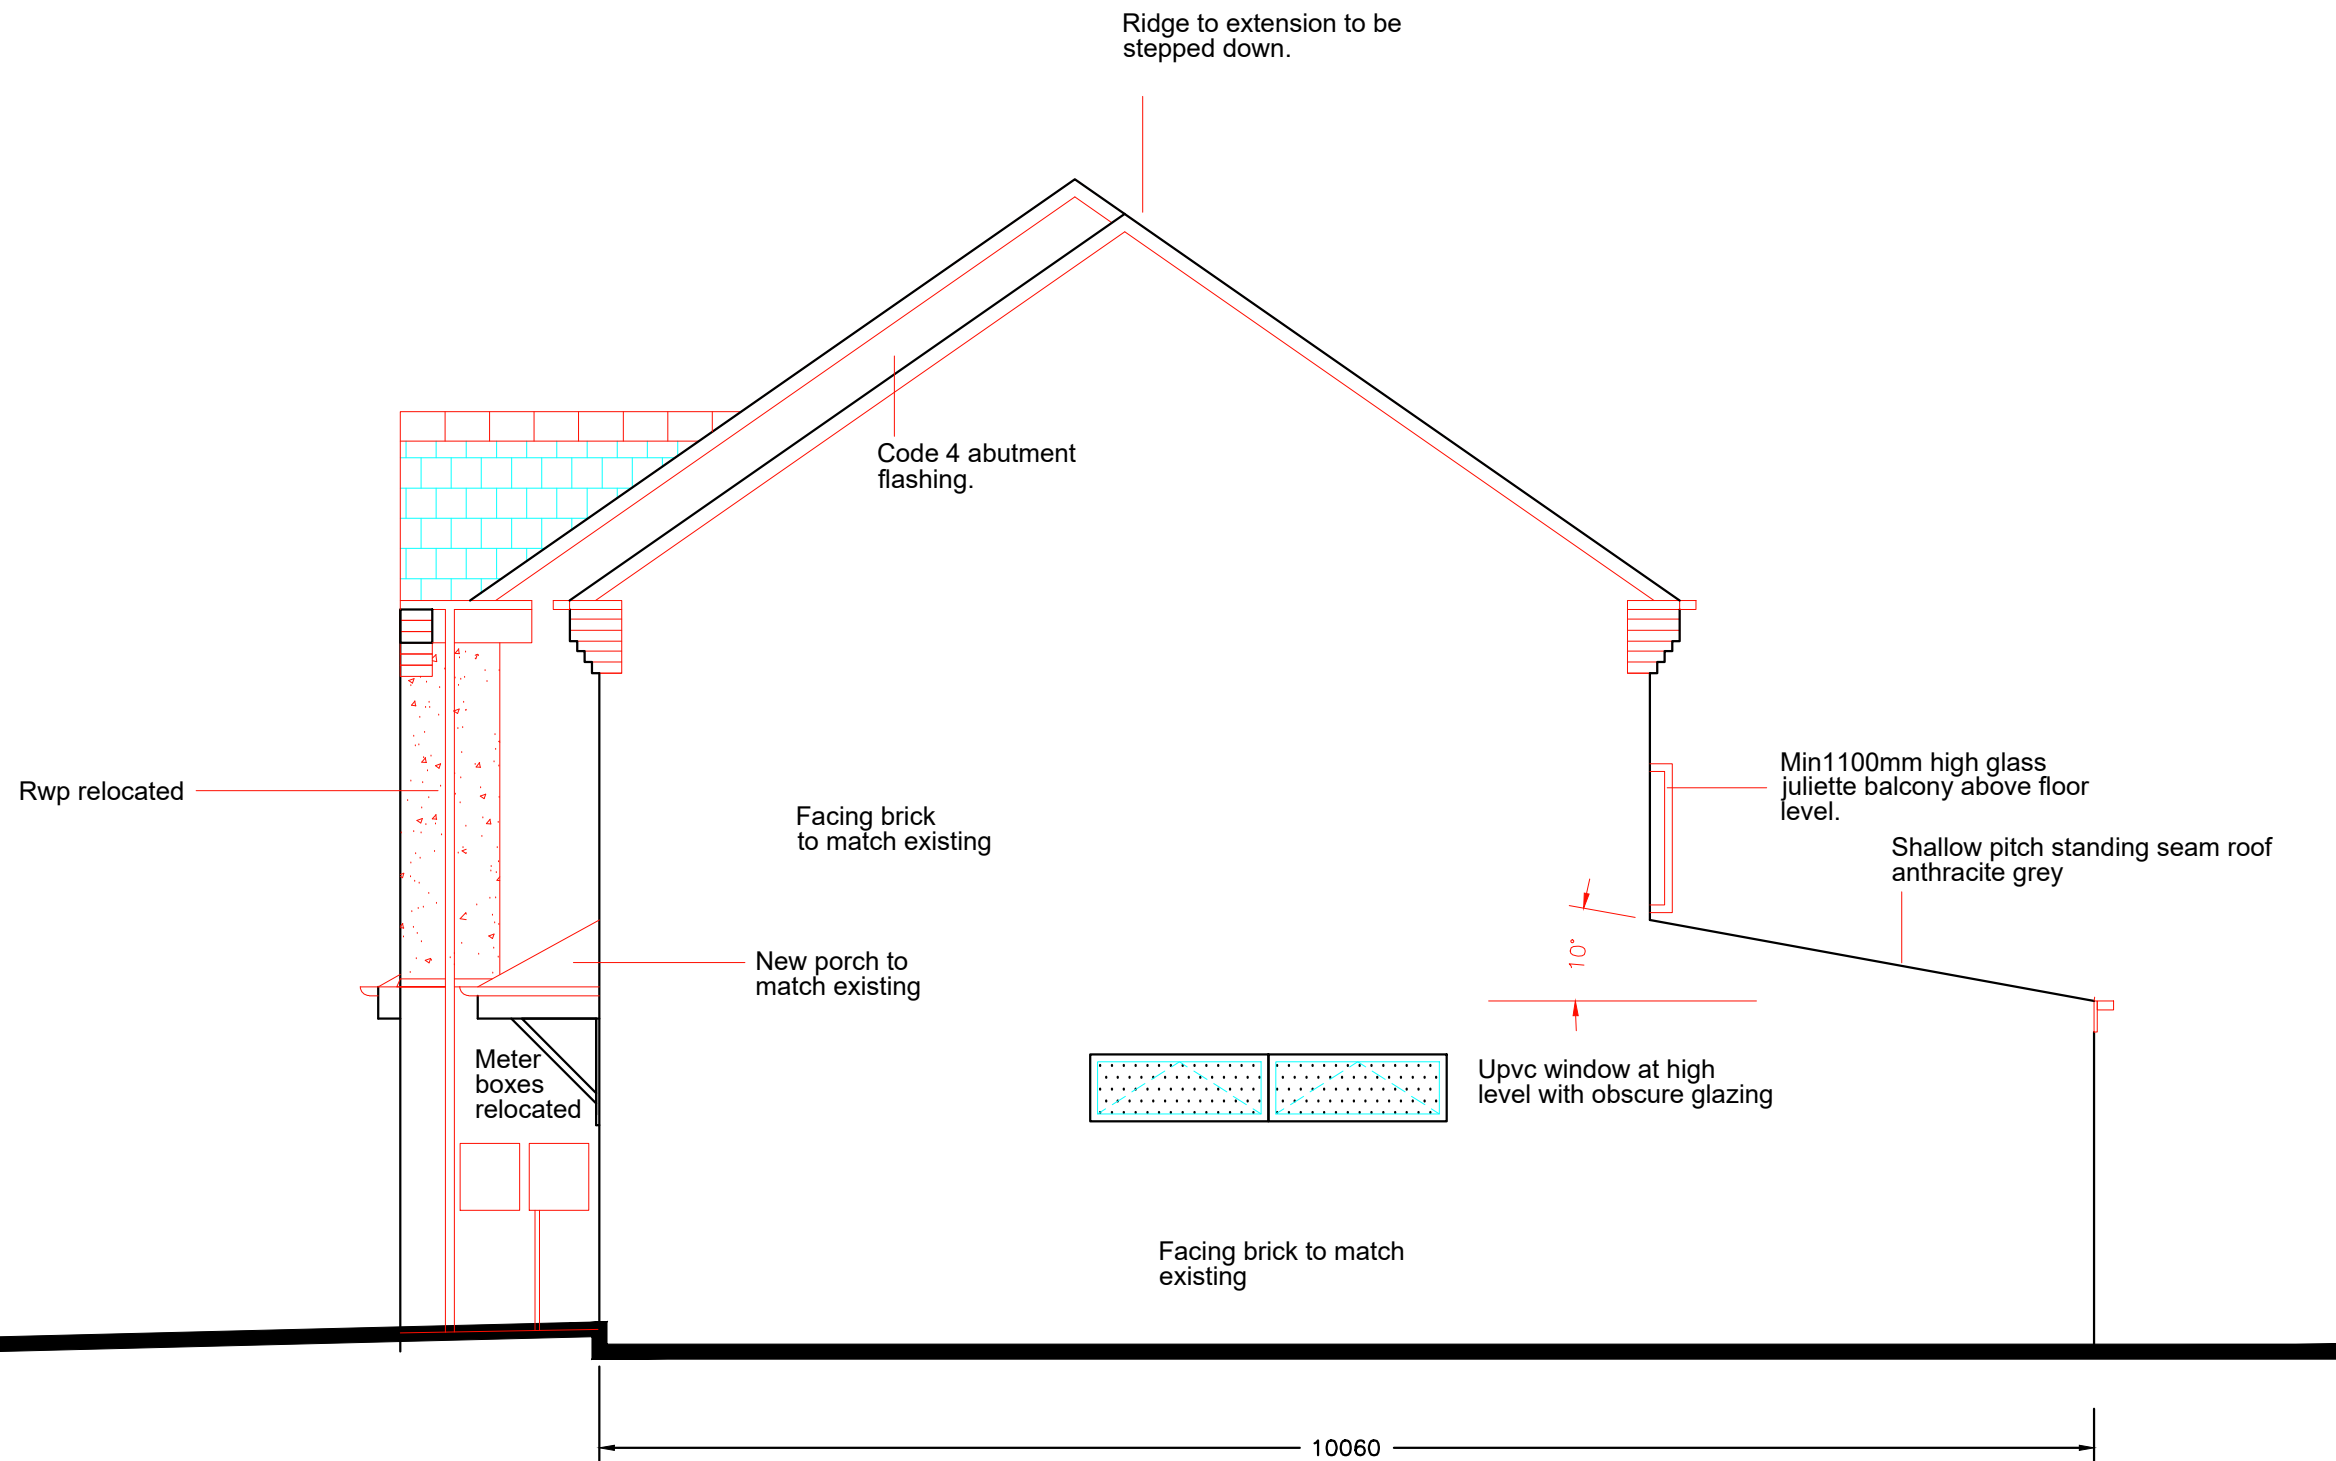 Ridge to extension to be
stepped down.
Code 4 abutment
flashing.
Rwp relocated
Facing brick
to match existing
Min1100mm high glass
juliette balcony above floor
level.
Shallow pitch standing seam roof
anthracite grey
10°
New porch to
match existing
Meter
boxes
relocated
Upvc window at high
level with obscure glazing
Facing brick to match
existing
10060